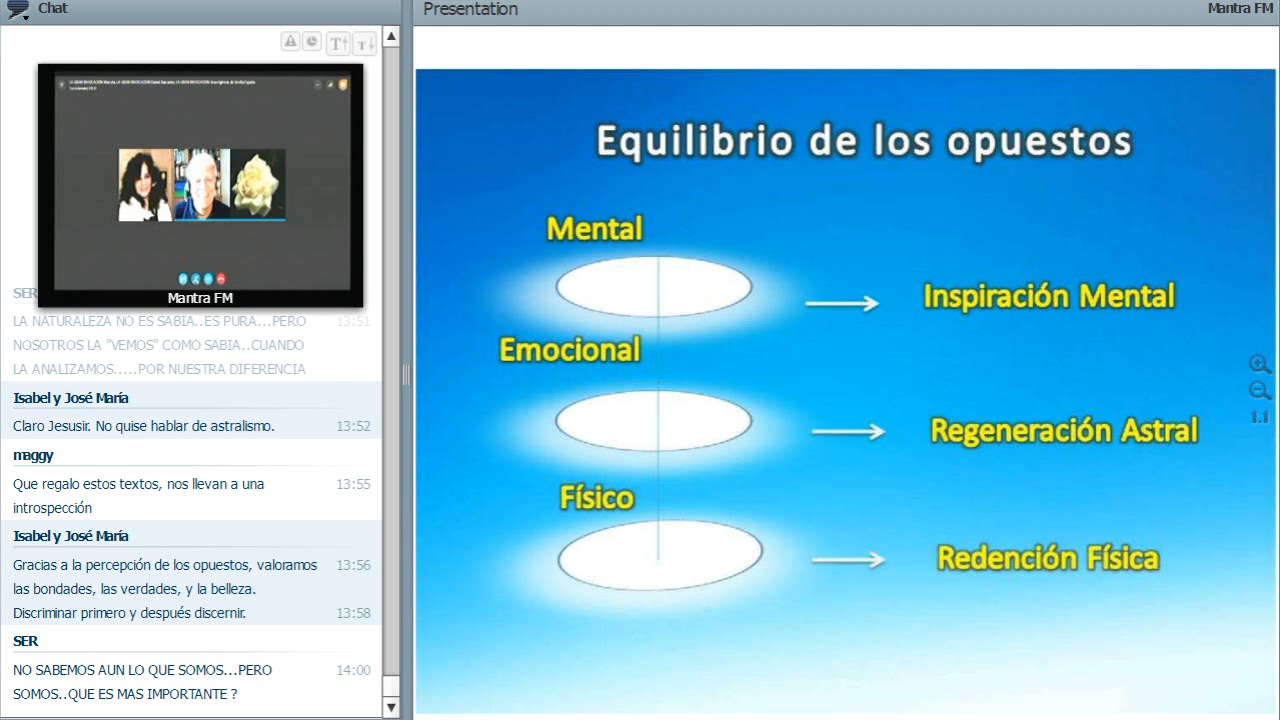 Chat
Mantra FM
SER
LA NATURALEZA NO ES SABIA..ES PURA...PERO 13:51
NOSOTROS LA "VEMOS" COMO SABIA..CUANDO
LA ANALIZAMOS.....POR NUESTRA DIFERENCIA
Isabel y José María
Claro Jesusir. No quise hablar de astralismo. 13:52
maggy
Que regalo estos textos, nos llevan a una 13:55
introspección
Isabel y José María
Gracias a la percepción de los opuestos, valoramos 13:56
las bondades, las verdades, y la belleza.
Discriminar primero y después discernir. 13:58
SER
NO SABEMOS AUN LO QUE SOMOS...PERO 14:00
SOMOS..QUE ES MAS IMPORTANTE ?
Presentation
Mantra FM
Equilibrio de los opuestos
Mental
Inspiración Mental
Emocional
Regeneración Astral
Físico
Redención Física
1.1